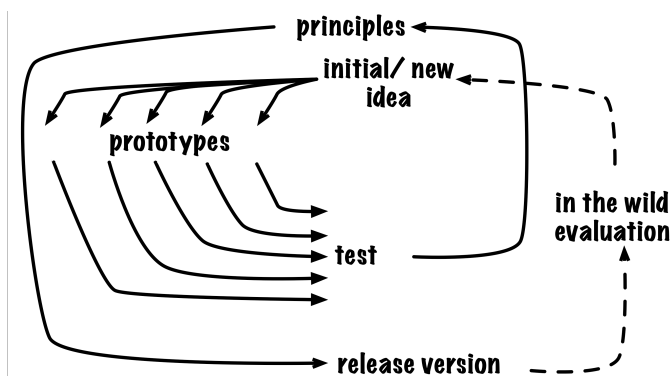 principles
initial/ new
idea
prototypes
in the wild
evaluation
test
release version